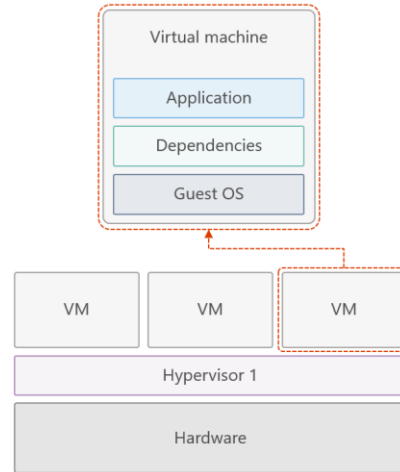 Virtual machine
Application
Dependencies
Guest OS
VM VM VM
Hypervisor 1
Hardware